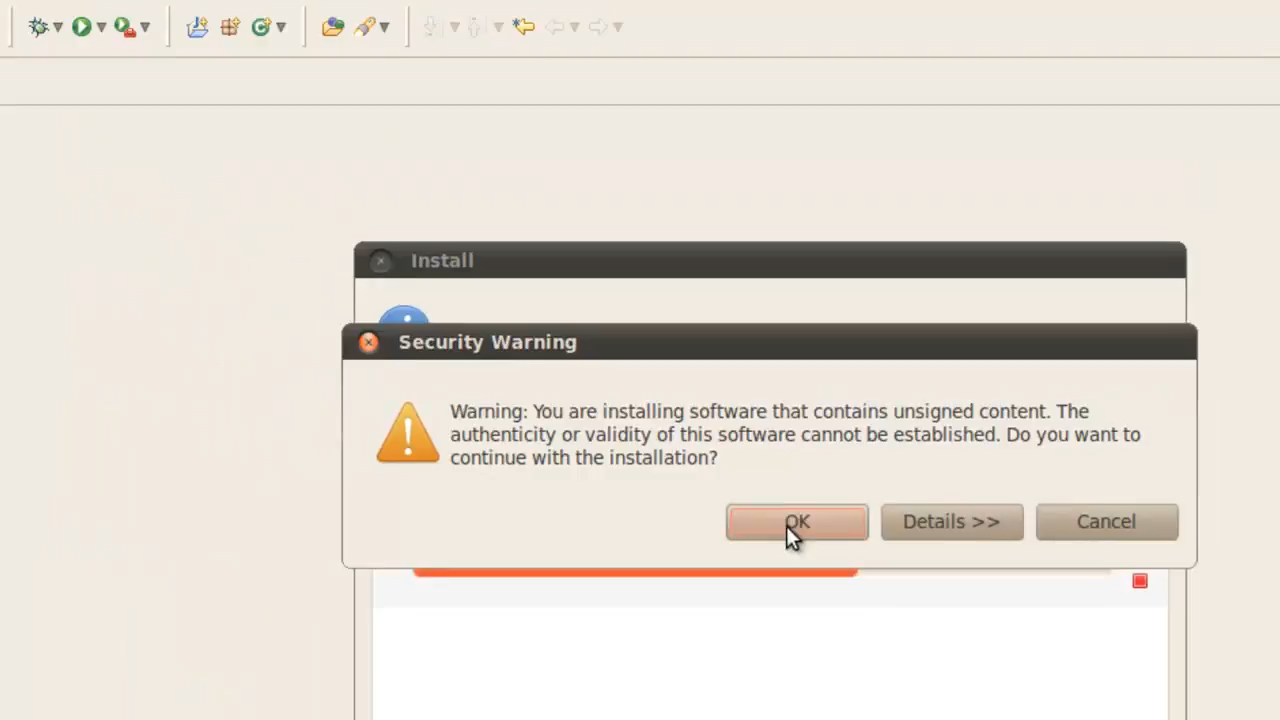 Install
Security Warning
Warning: You are installing software that contains unsigned content. The
authenticity or validity of this software cannot be established. Do you want to
continue with the installation?
OK
Details >>
Cancel